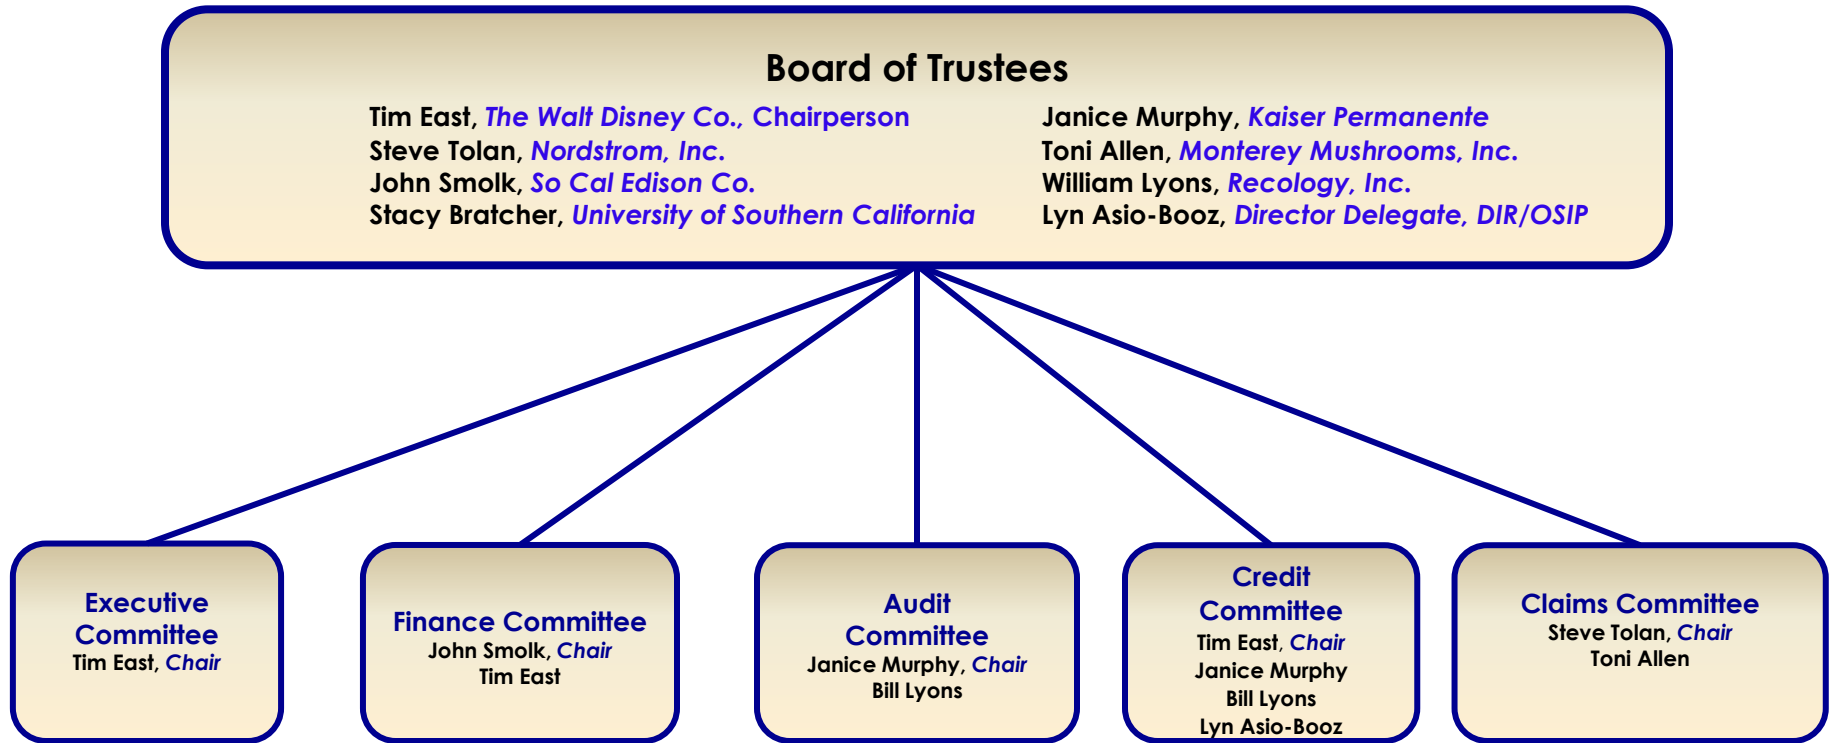 Board of Trustees
Tim East, The Walt Disney Co., Chairperson
Steve Tolan, Nordstrom, Inc.
John Smolk, So Cal Edison Co.
Stacy Bratcher, University of Southern California
Janice Murphy, Kaiser Permanente
Toni Allen, Monterey Mushrooms, Inc.
William Lyons, Recology, Inc.
Lyn Asio-Booz, Director Delegate, DIR/OSIP
Executive
Committee
Tim East, Chair
Finance Committee
John Smolk, Chair
Tim East
Audit
Committee
Janice Murphy, Chair
Bill Lyons
Credit
Committee
Tim East, Chair
Janice Murphy
Bill Lyons
Lyn Asio-Booz
Claims Committee
Steve Tolan, Chair
Toni Allen